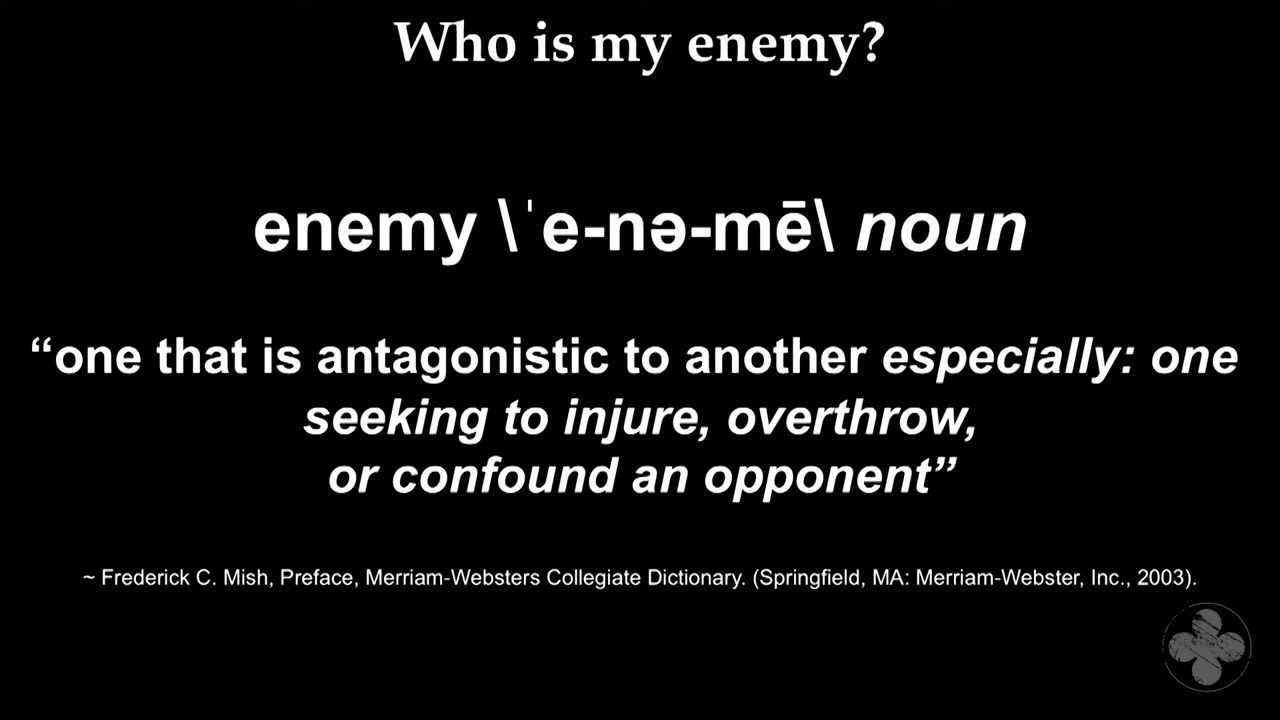 Who is my enemy?
enemy \ˈe-nə-mē\ noun
“one that is antagonistic to another especially: one
seeking to injure, overthrow,
or confound an opponent”
~ Frederick C. Mish, Preface, Merriam-Websters Collegiate Dictionary. (Springfield, MA: Merriam-Webster, Inc., 2003).